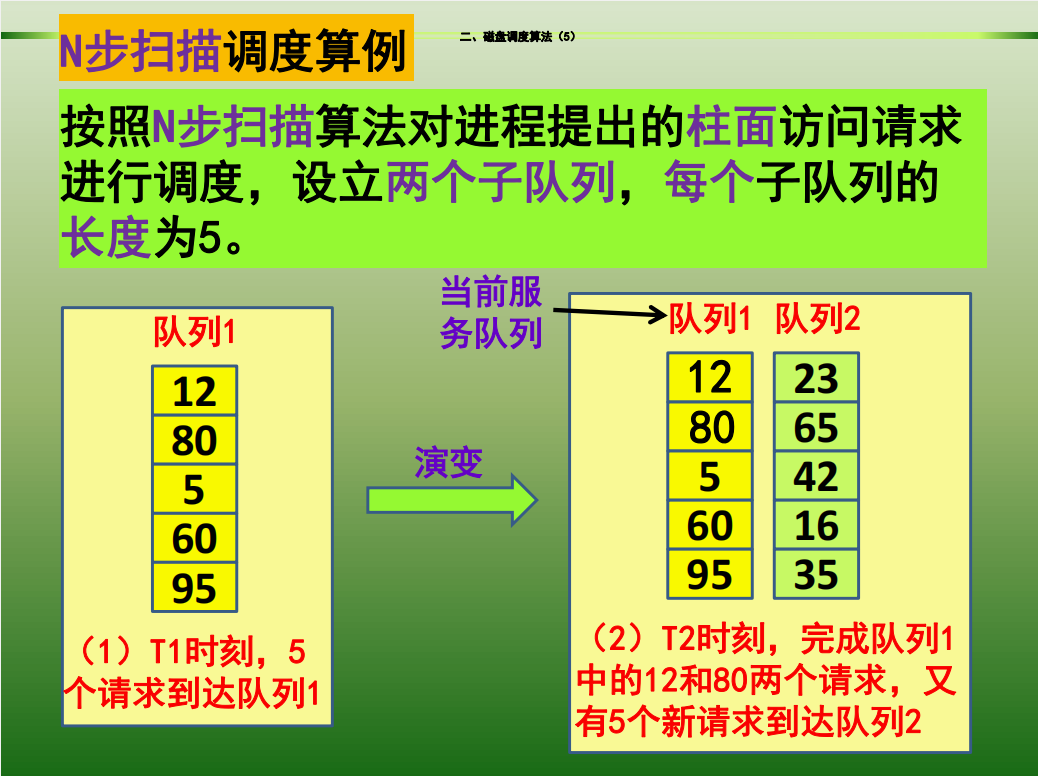 二、磁盘调度算法（5）
N步扫描调度算例
按照N步扫描算法对进程提出的柱面访问请求
进行调度，设立两个子队列，每个子队列的
长度为5。
队列1
12
80
5
60
95
（1）T1时刻，5
个请求到达队列1
演变
当前服
务队列
队列1 队列2
12 23
80 65
5 42
60 16
95 35
（2）T2时刻，完成队列1
中的12和80两个请求，又
有5个新请求到达队列2